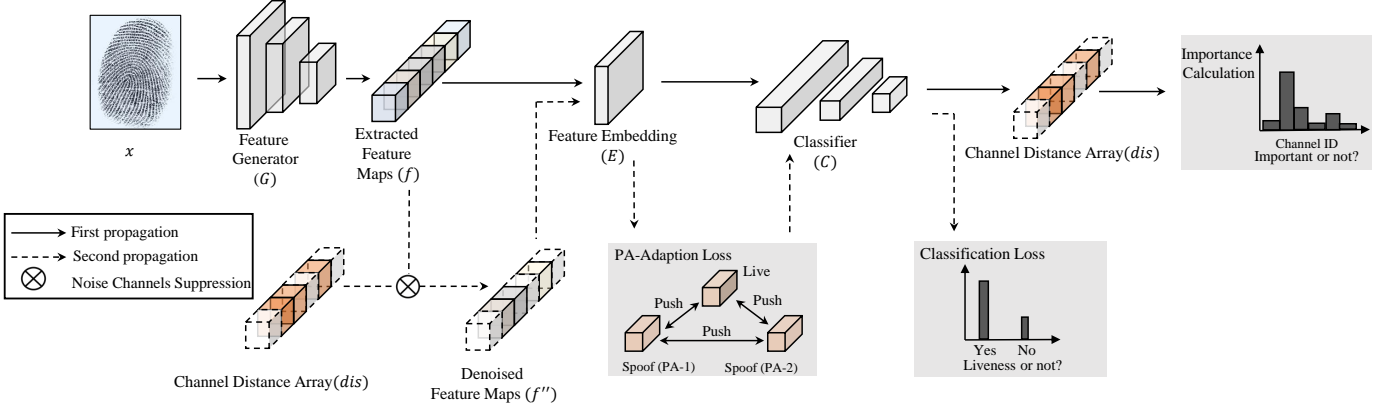 x
Feature
Generator
(G)
Extracted
Feature
Maps (f)
Feature Embedding
(E)
Classifier
(C)
Channel Distance Array(dis)
Importance
Calculation
Channel ID
Important or not?
First propagation
Second propagation
Noise Channels Suppression
Channel Distance Array(dis)
Denoised
Feature Maps (f'')
PA-Adaption Loss
Live
Push
Push
Push
Spoof (PA-1)
Spoof (PA-2)
Classification Loss
Yes
No
Liveness or not?